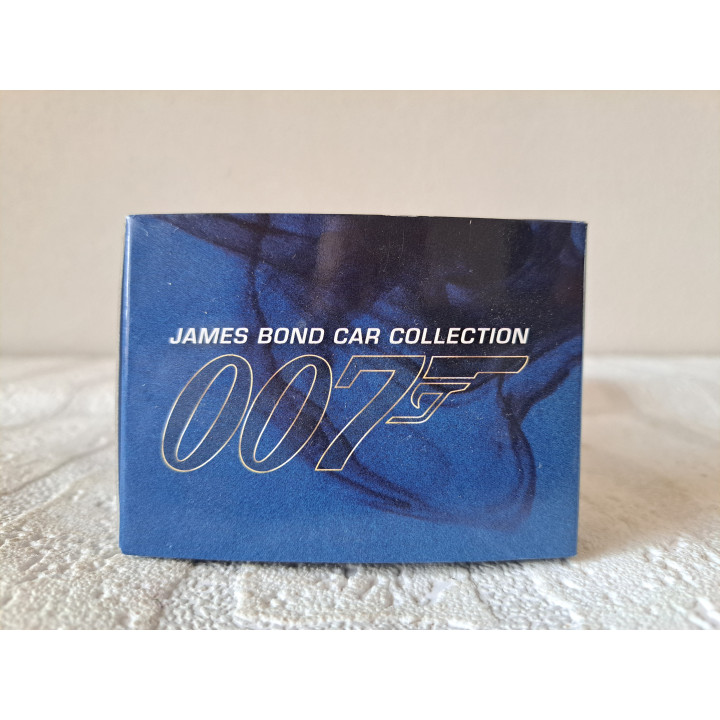 JAMES BOND CAR COLLECTION
007